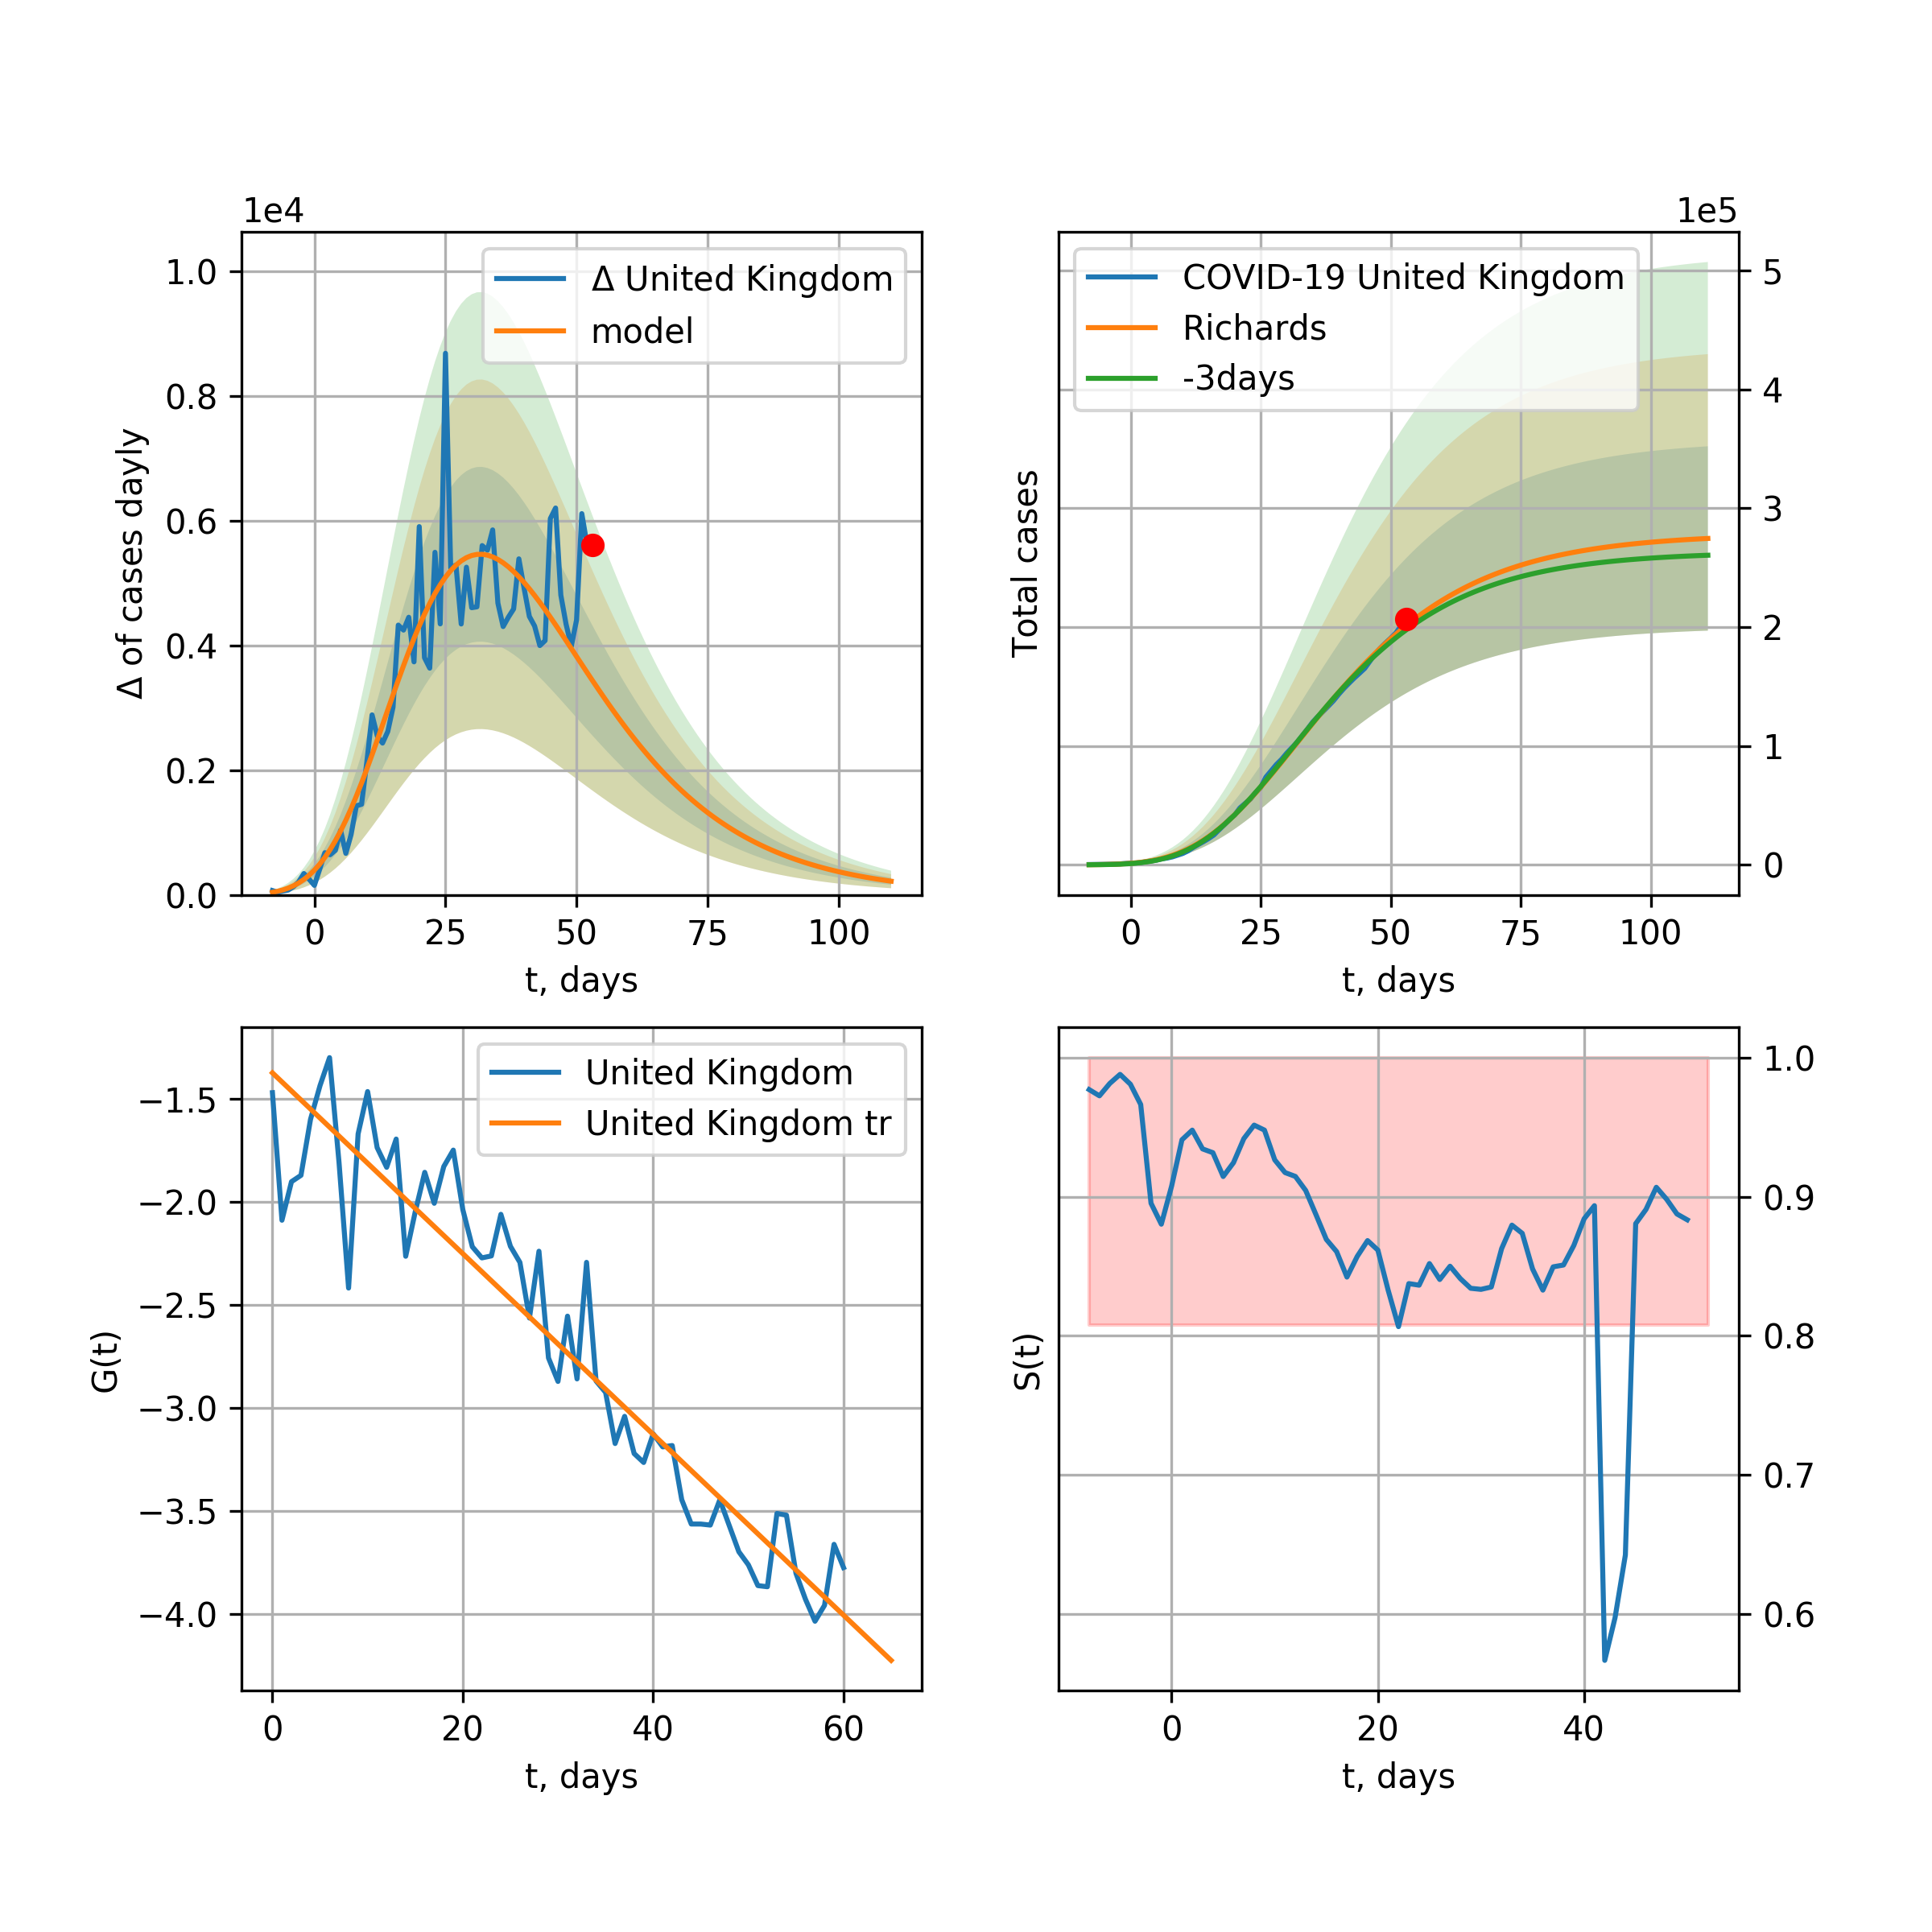 1e4
Δ United Kingdom
model
1.0
0.8
0.6
0.4
0.2
0.0
Δ of cases dayly
0 25 50 75 100
t, days
1e5
COVID-19 United Kingdom
Richards
-3days
5
4
3
2
1
0
Total cases
0 25 50 75 100
t, days
United Kingdom
United Kingdom tr
−1.5
−2.0
−2.5
−3.0
−3.5
−4.0
G(t)
0 20 40 60
t, days
1.0
0.9
0.8
0.7
0.6
S(t)
0 20 40
t, days